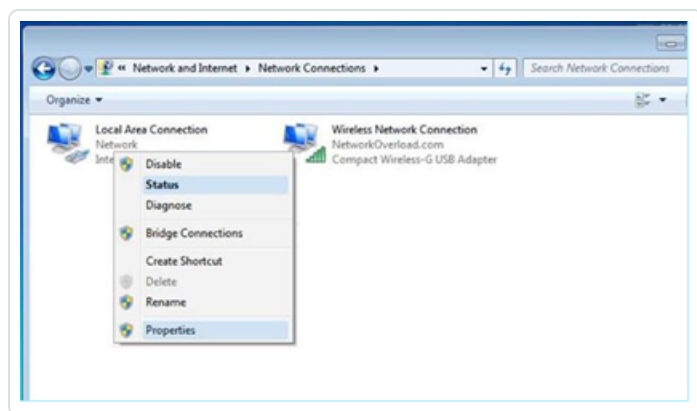 « Network and Internet ▸ Network Connections ▸ Search Network Connections
Organize
Local Area Connection
Network
Inte
Wireless Network Connection
NetworkOverload.com
Compact Wireless-G USB Adapter
Disable
Status
Diagnose
Bridge Connections
Create Shortcut
Delete
Rename
Properties